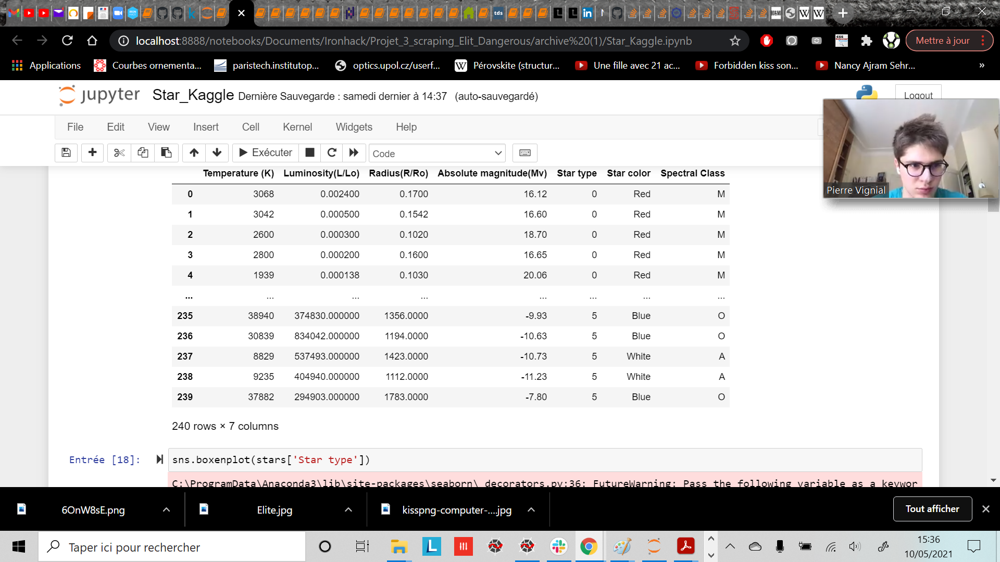 tds
BO&MI
localhost:8888/notebooks/Documents/Ironhack/Projet_3_scraping_Elit_Dangerous/archive%20(1)/Star_Kaggle.ipynb
Mettre à jour
Applications
Courbes ornementa...
paristech.institutop...
optics.upol.cz/userf...
Pérovskite (structur...
Une fille avec 21 ac...
Forbidden kiss son...
Nancy Ajram Sehr...
»
jupyter Star_Kaggle Dernière Sauvegarde : samedi dernier à 14:37 (auto-sauvegardé)
Logout
File Edit View Insert Cell Kernel Widgets Help
Exécuter
Code
Pierre Vignial
Temperature (K) Luminosity(L/Lo) Radius(R/Ro) Absolute magnitude(Mv) Star type Star color Spectral Class
0 3068 0.002400 0.1700 16.12 0 Red M
1 3042 0.000500 0.1542 16.60 0 Red M
2 2600 0.000300 0.1020 18.70 0 Red M
3 2800 0.000200 0.1600 16.65 0 Red M
4 1939 0.000138 0.1030 20.06 0 Red M
... ... ... ... ... ... ... ...
235 38940 374830.000000 1356.0000 -9.93 5 Blue O
236 30839 834042.000000 1194.0000 -10.63 5 Blue O
237 8829 537493.000000 1423.0000 -10.73 5 White A
238 9235 404940.000000 1112.0000 -11.23 5 White A
239 37882 294903.000000 1783.0000 -7.80 5 Blue O
240 rows × 7 columns
Entrée [18]: sns.boxenplot(stars['Star type'])
C:\ProgramData\Anaconda3\lib\site-packages\seaborn\_decorators.py:36: FutureWarning: Pass the following variable as a keywor
6OnW8sE.png
Elite.jpg
kisspng-computer-....jpg
Tout afficher
Taper ici pour rechercher
15:36
10/05/2021